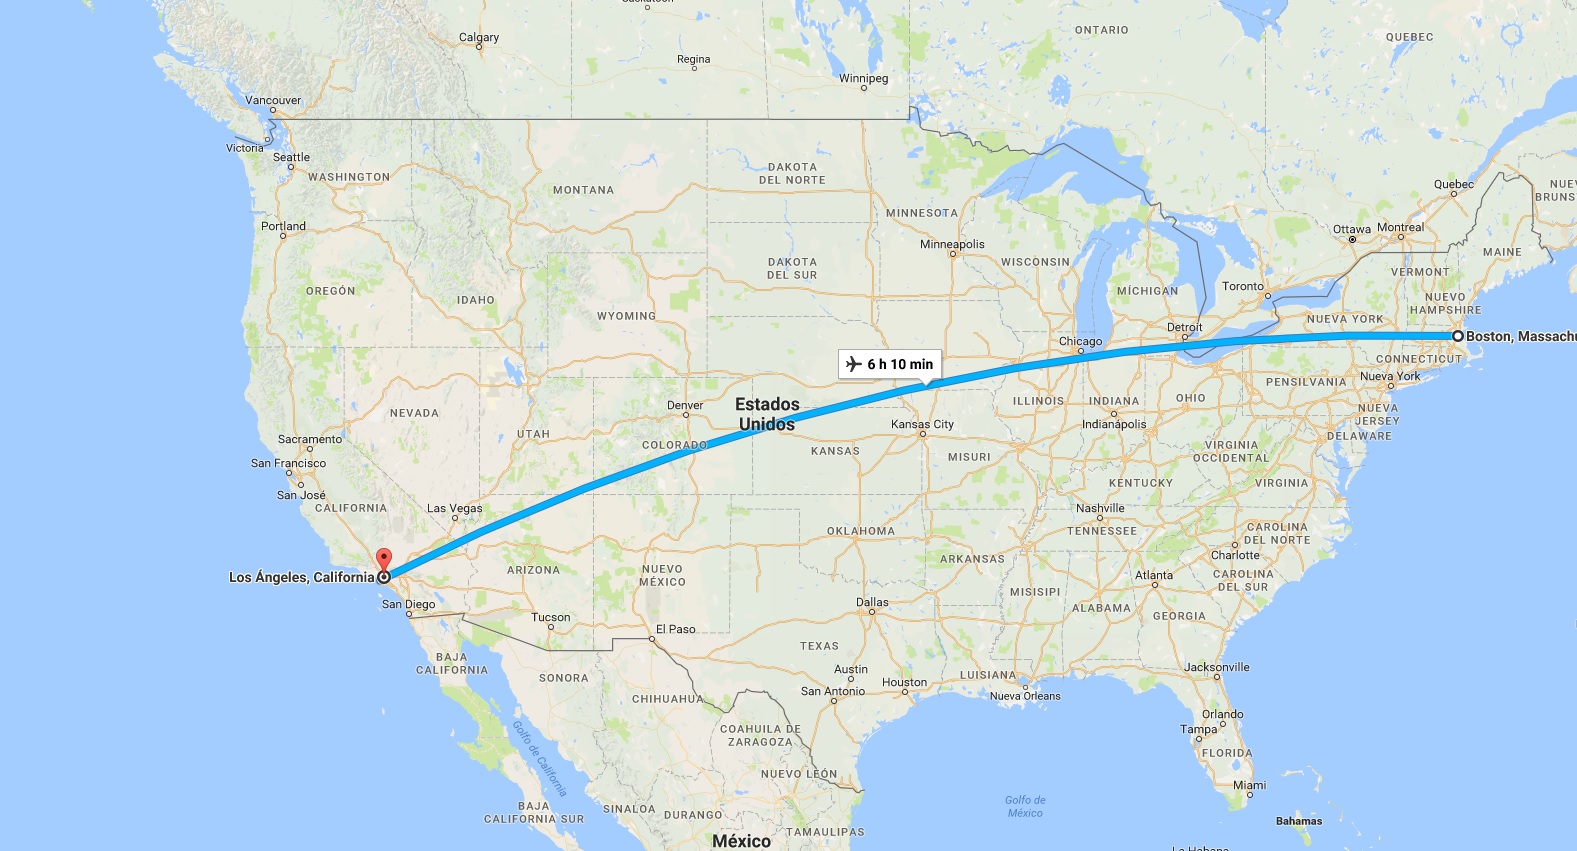 Calgary
Regina
Winnipeg
ONTARIO
QUEBEC
Vancouver
Victoria
Seattle
WASHINGTON
MONTANA
DAKOTA
DEL NORTE
MINNESOTA
Quebec
NUEV
BRUNS
Portland
Ottawa
Montreal
Minneapolis
MAINE
OREGÓN
IDAHO
DAKOTA
DEL SUR
WISCONSIN
MÍCHIGAN
Toronto
VERMONT
NUEVO
HAMPSHIRE
WYOMING
Detroit
NUEVA YORK
Chicago
Boston, Massachu
6 h 10 min
CONNECTICUT
Nueva York
PENSILVANIA
NEVADA
Denver
Estados
Unidos
ILLINOIS
INDIANA
OHIO
NUEVA
JERSEY
Kansas City
Indianápolis
DELAWARE
Sacramento
UTAH
COLORADO
KANSAS
MISURI
VIRGINIA
OCCIDENTAL
San Francisco
San José
CALIFORNIA
Las Vegas
KENTUCKY
VIRGINIA
Nashville
TENNESSEE
OKLAHOMA
CAROLINA
DEL NORTE
Charlotte
Los Ángeles, California
ARIZONA
NUEVO
MÉXICO
ARKANSAS
Atlanta
CAROLINA
DEL SUR
San Diego
Tucson
Dallas
MISISIPI
ALABAMA
GEORGIA
El Paso
TEXAS
BAJA
CALIFORNIA
SONORA
CHIHUAHUA
Austin
San Antonio
Houston
LUISIANA
Nueva Orleans
Jacksonville
Golfo de California
COAHUILA DE
ZARAGOZA
Orlando
Tampa
FLORIDA
NUEVO LEÓN
Miami
BAJA
CALIFORNIA SUR
SINALOA
DURANGO
Golfo de
México
Bahamas
TAMAULIPAS
México